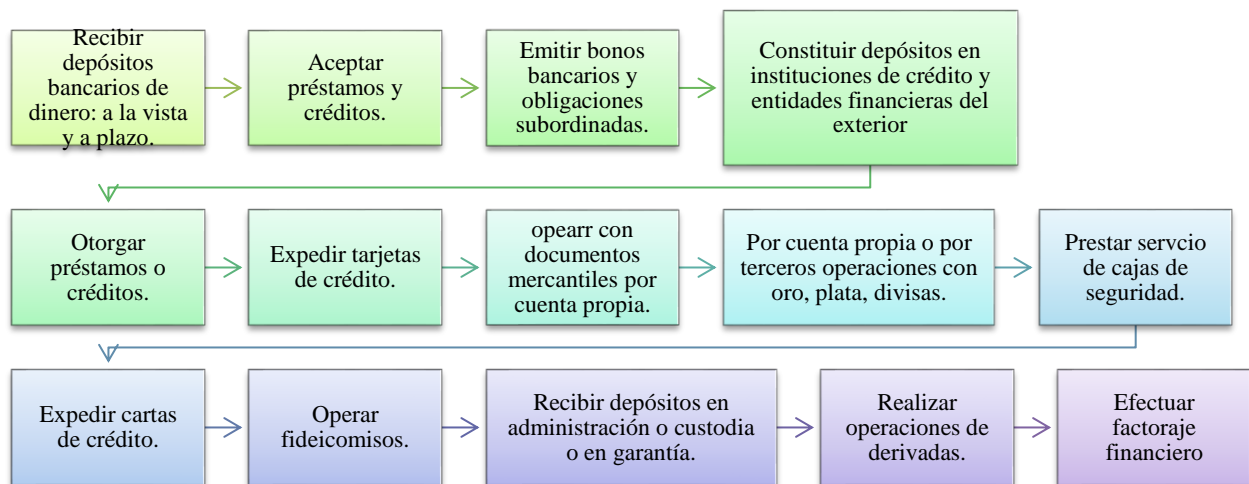 Recibir
depósitos
bancarios de
dinero: a la vista
y a plazo.
Aceptar
préstamos y
créditos.
Emitir bonos
bancarios y
obligaciones
subordinadas.
Constituir depósitos en
instituciones de crédito y
entidades financieras del
exterior
Otorgar
préstamos o
créditos.
Expedir tarjetas
de crédito.
opearr con
documentos
mercantiles por
cuenta propia.
Por cuenta propia o por
terceros operaciones con
oro, plata, divisas.
Prestar servcio
de cajas de
seguridad.
Expedir cartas
de crédito.
Operar
fideicomisos.
Recibir depósitos en
administración o custodia
o en garantía.
Realizar
operaciones de
derivadas.
Efectuar
factoraje
financiero